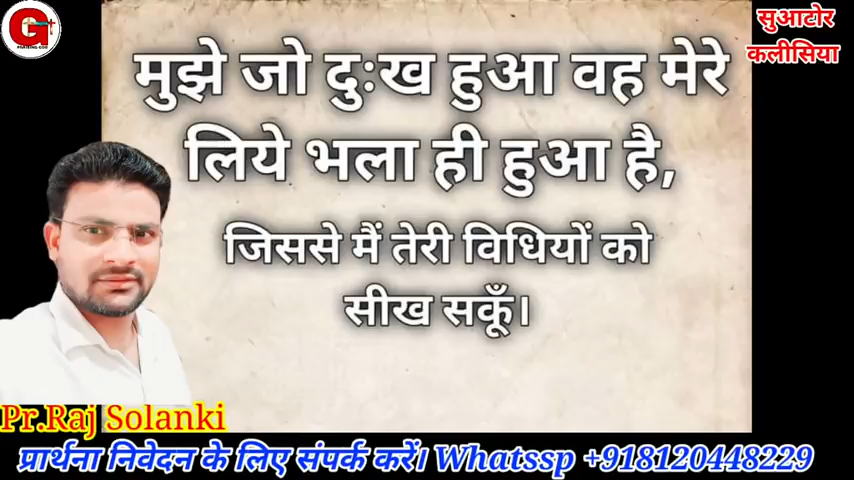 सुआटोर
कलीसिया
मुझे जो दुःख हुआ वह मेरे
लिये भला ही हुआ है,
जिससे मैं तेरी विधियों को
सीख सकूँ।
Pr.Raj Solanki
प्रार्थना निवेदन के लिए संपर्क करें। Whatssp +918120448229